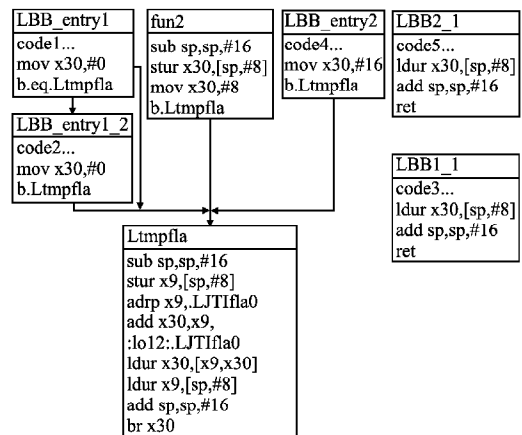 LBB_entry1
code1...
mov x30,#0
b.eq.Ltmpfla
LBB_entry1_2
code2...
mov x30,#0
b.Ltmpfla
fun2
sub sp,sp,#16
stur x30,[sp,#8]
mov x30,#8
b.Ltmpfla
LBB_entry2
code4...
mov x30,#16
b.Ltmpfla
LBB2_1
code5...
ldur x30,[sp,#8]
add sp,sp,#16
ret
LBB1_1
code3...
ldur x30,[sp,#8]
add sp,sp,#16
ret
Ltmpfla
sub sp,sp,#16
stur x9,[sp,#8]
adrp x9,.LJTIfla0
add x30,x9,
:lo12:.LJTIfla0
ldur x30,[x9,x30]
ldur x9,[sp,#8]
add sp,sp,#16
br x30